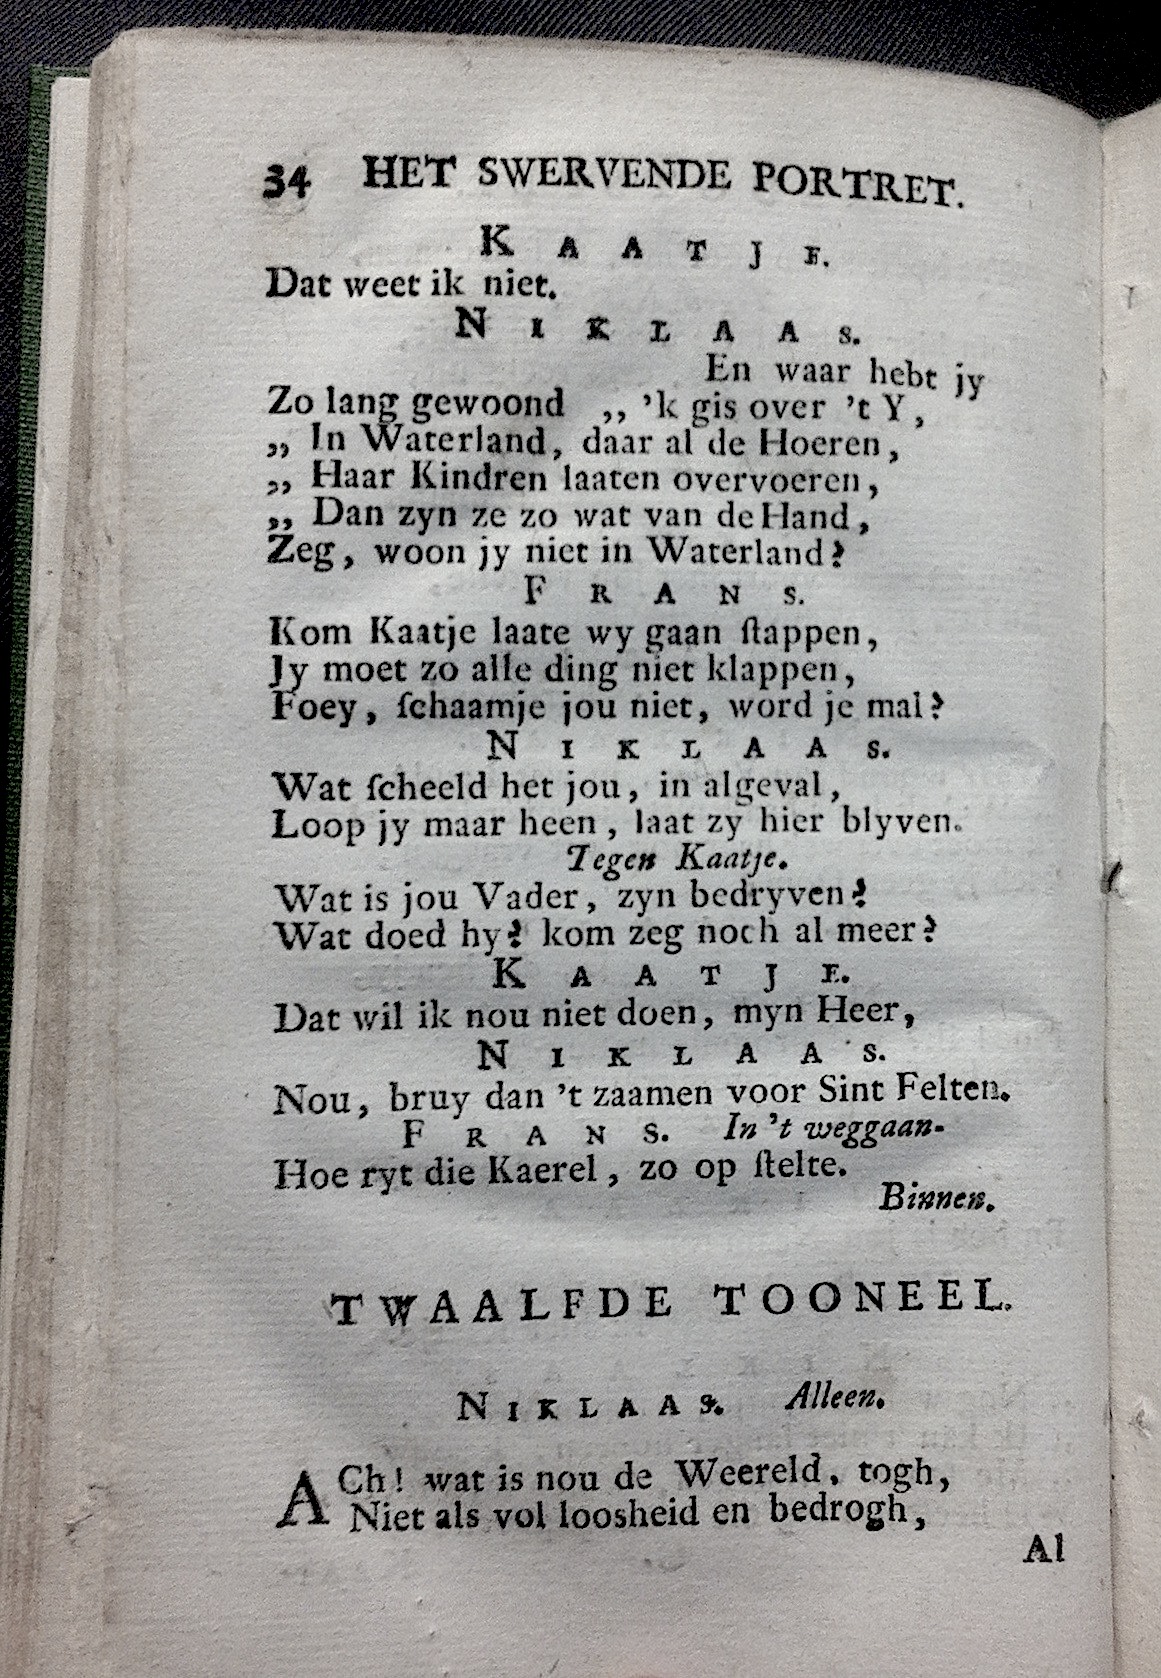 34 HET SWERVENDE PORTRET.
KAATJE.
Dat weet ik niet.
NIKLAAS.
En waar hebt jy
Zo lang gewoond ,, 'k gis over 't Y,
,, In Waterland, daar al de Hoeren,
,, Haar Kindren laaten overvoeren,
,, Dan zyn ze zo wat van de Hand,
Zeg, woon jy niet in Waterland?
FRANS.
Kom Kaatje laate wy gaan ſtappen,
Jy moet zo alle ding niet klappen,
Foey, ſchaamje jou niet, word je mal?
NIKLAAS.
Wat ſcheeld het jou, in algeval,
Loop jy maar heen, laat zy hier blyven.
Tegen Kaatje.
Wat is jou Vader, zyn bedryven?
Wat doed hy? kom zeg noch al meer?
KAATJE.
Dat wil ik nou niet doen, myn Heer,
NIKLAAS.
Nou, bruy dan 't zaamen voor Sint Felten.
FRANS. In 't weggaan.
Hoe ryt die Kaerel, zo op ſtelte.
Binnen.
TWAALFDE TOONEEL.
NIKLAAS. Alleen.
ACh! wat is nou de Weereld, togh,
Niet als vol loosheid en bedrogh,
Al